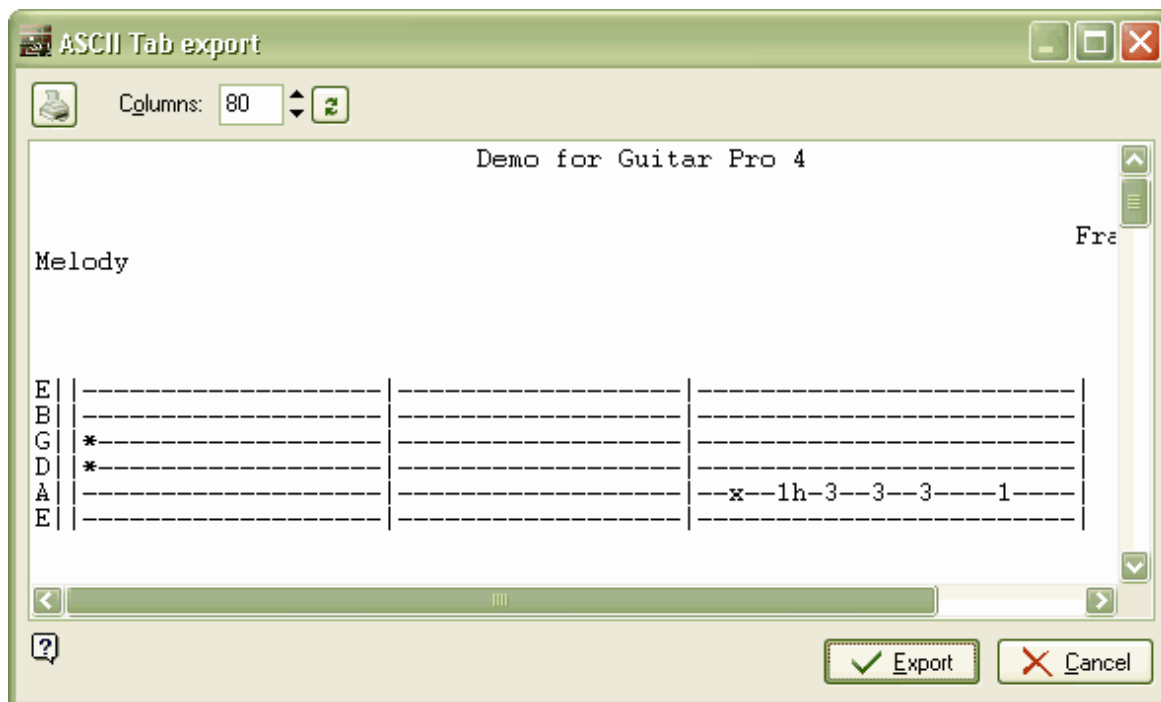 ASCII Tab export
Columns: 80
Demo for Guitar Pro 4
Fra
Melody
E||-------------------|------------------|------------------------|
B||-------------------|------------------|------------------------|
G||*------------------|------------------|------------------------|
D||*------------------|------------------|------------------------|
A||-------------------|------------------|--x--1h-3--3--3----1----|
E||-------------------|------------------|------------------------|
Export Cancel